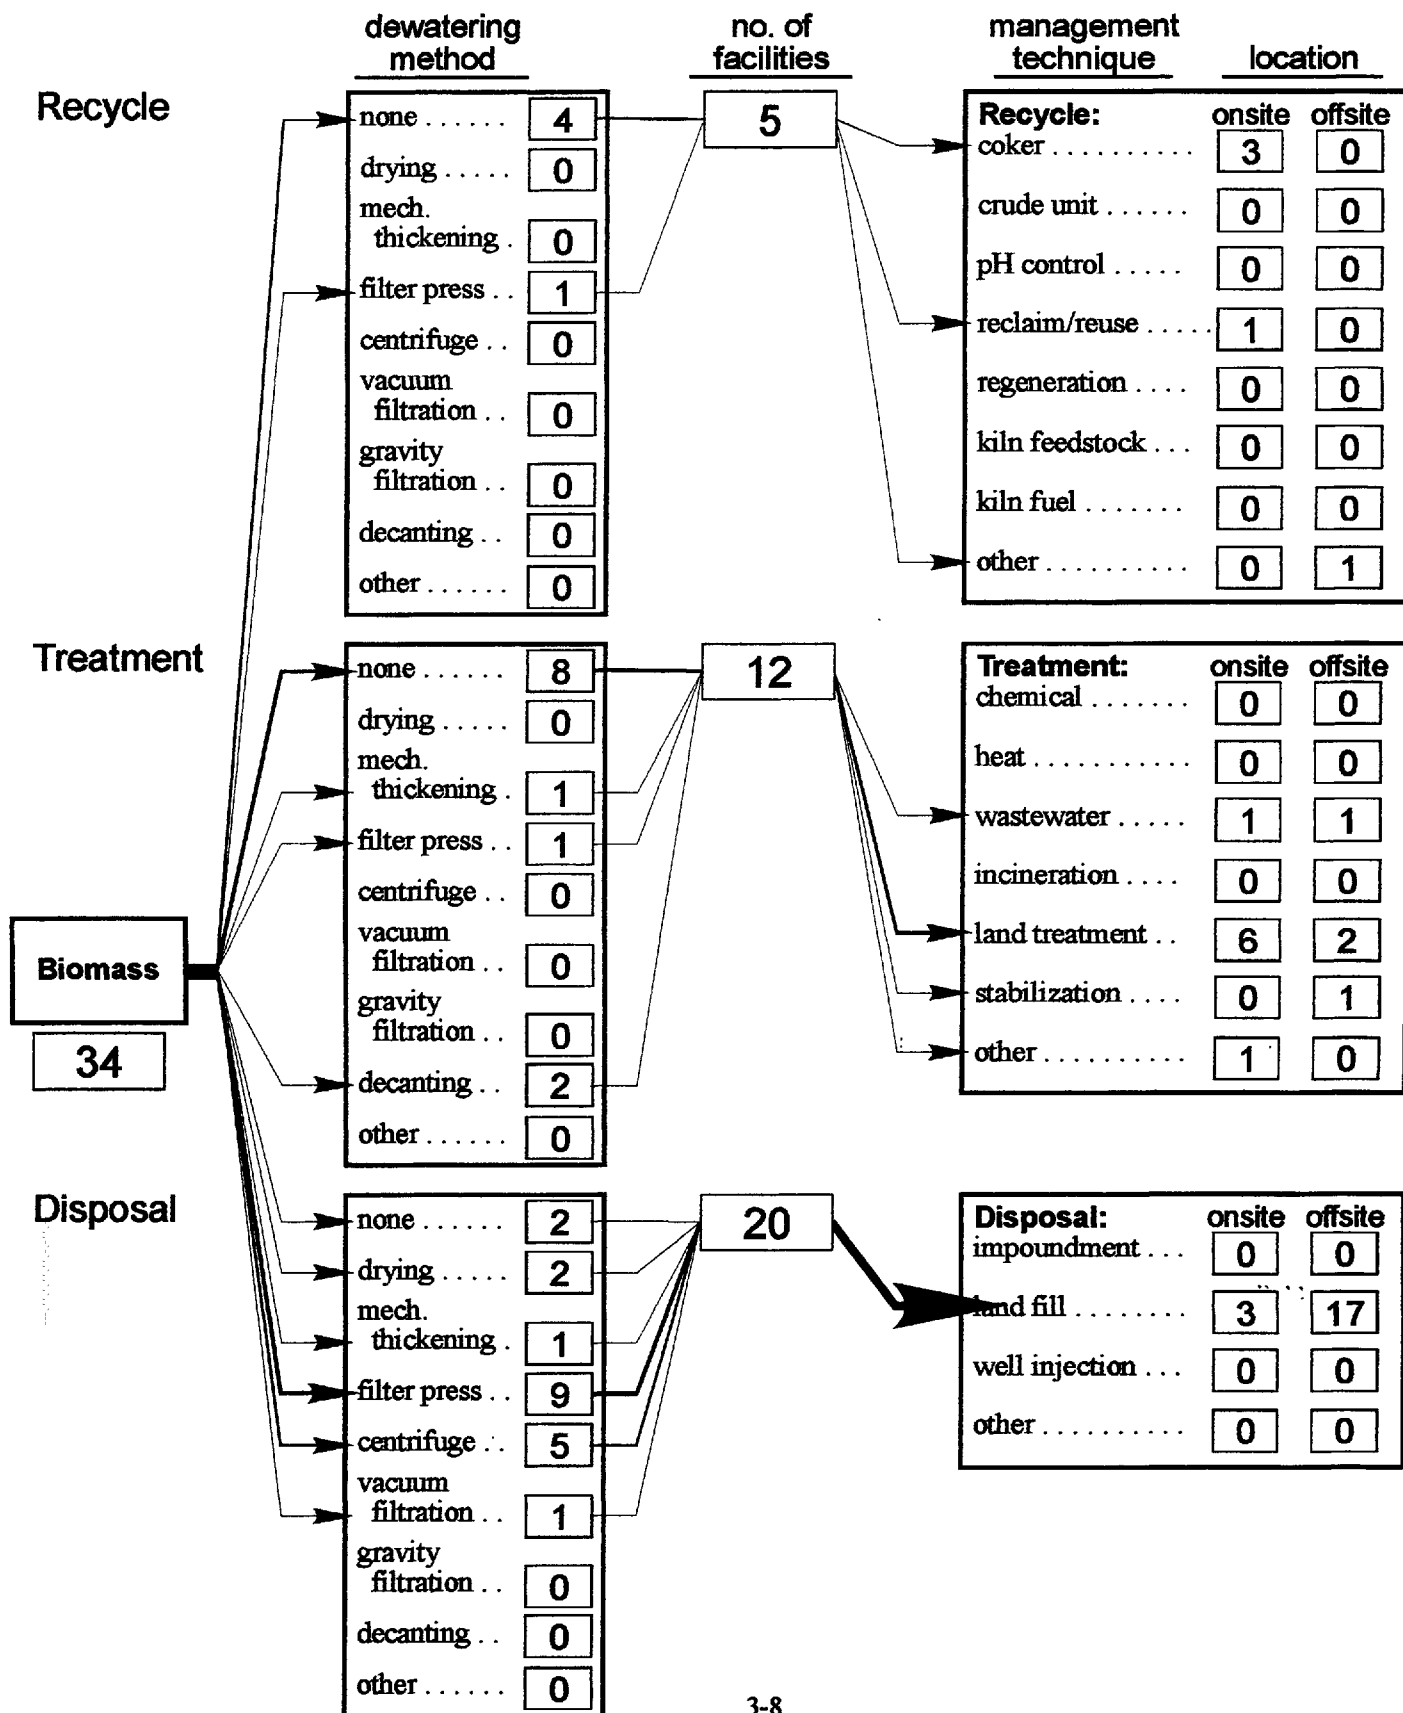 dewatering method
no. of facilities
management technique
location
Recycle
none ...... 4
drying ..... 0
mech.
thickening . 0
filter press .. 1
centrifuge .. 0
vacuum
filtration .. 0
gravity
filtration .. 0
decanting .. 0
other ...... 0
5
Recycle: onsite offsite
coker .......... 3 0
crude unit ...... 0 0
pH control ..... 0 0
reclaim/reuse ..... 1 0
regeneration .... 0 0
kiln feedstock ... 0 0
kiln fuel ....... 0 0
other .......... 0 1
Treatment
none ...... 8
drying ..... 0
mech.
thickening . 1
filter press .. 1
centrifuge .. 0
vacuum
filtration .. 0
gravity
filtration .. 0
decanting .. 2
other ...... 0
12
Treatment: onsite offsite
chemical ....... 0 0
heat ........... 0 0
wastewater ..... 1 1
incineration .... 0 0
land treatment .. 6 2
stabilization .... 0 1
other .......... 1 0
Biomass
34
Disposal
none ...... 2
drying ..... 2
mech.
thickening . 1
filter press .. 9
centrifuge .. 5
vacuum
filtration .. 1
gravity
filtration .. 0
decanting .. 0
other ...... 0
20
Disposal: onsite offsite
impoundment ... 0 0
land fill ........ 3 17
well injection ... 0 0
other .......... 0 0
3-8